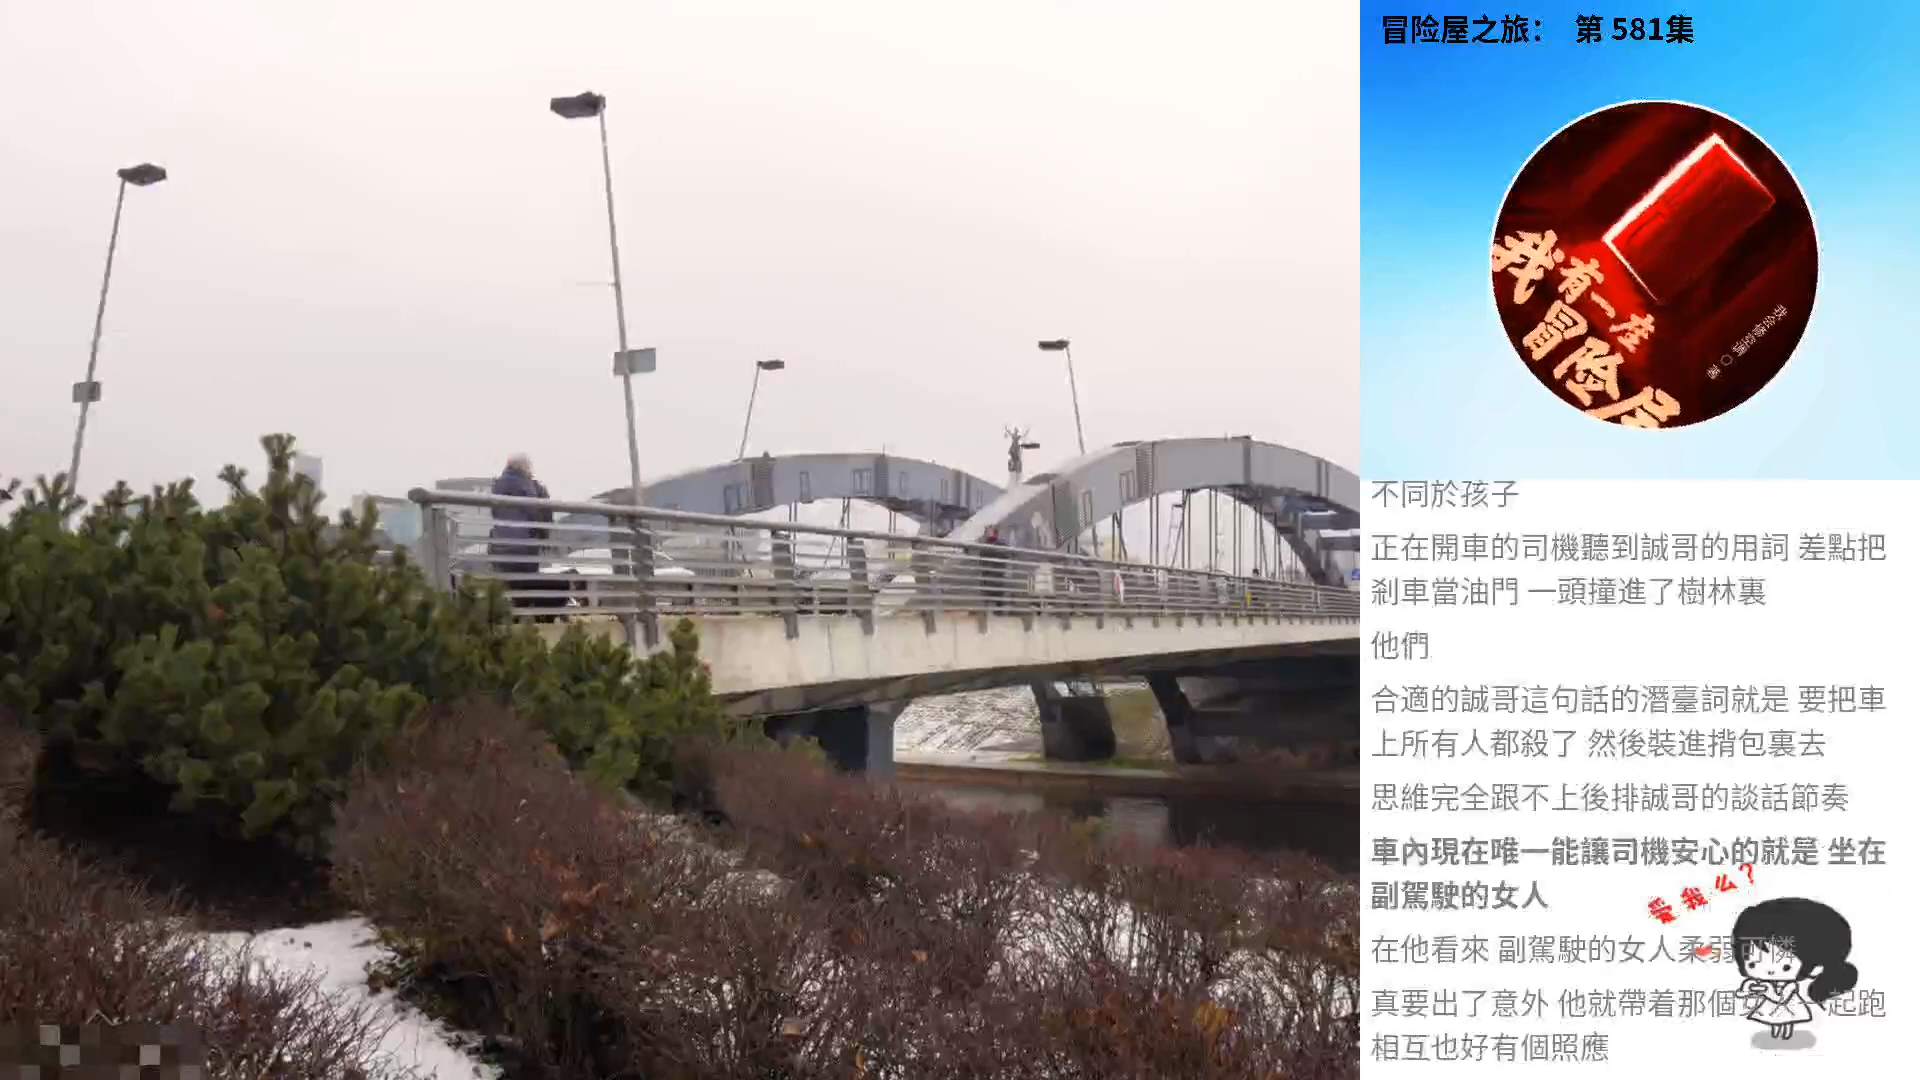 冒险屋之旅： 第 581集
我有一座
冒险屋
不同於孩子
正在開車的司機聽到誠哥的用詞 差點把
剎車當油門 一頭撞進了樹林裏
他們
合適的誠哥這句話的潛臺詞就是 要把車
上所有人都殺了 然後裝進揹包裏去
思維完全跟不上後排誠哥的談話節奏
車內現在唯一能讓司機安心的就是 坐在
副駕駛的女人
愛我么？
在他看來 副駕駛的女人柔弱可憐
真要出了意外 他就帶着那個女人一起跑
相互也好有個照應